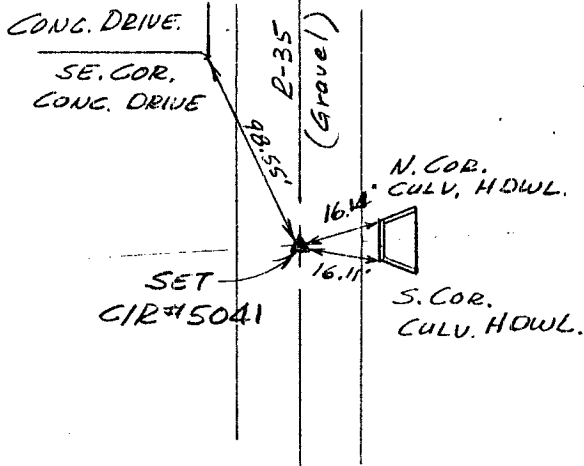 CONC. DRIVE.
SE. COR.
CONC. DRIVE
R-35
(Gravel)
98.55'
N. COR.
CULV. HDWL.
16.14'
16.11'
SET
C/R #5041
S. COR.
CULV. HDWL.